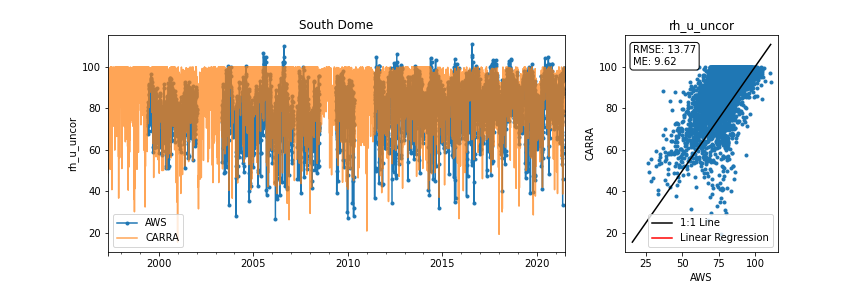 South Dome
rh_u_uncor
100
80
60
40
20
2000
2005
2010
2015
2020
AWS
CARRA
rh_u_uncor
RMSE: 13.77
ME: 9.62
CARRA
100
80
60
40
20
25
50
75
100
AWS
1:1 Line
Linear Regression